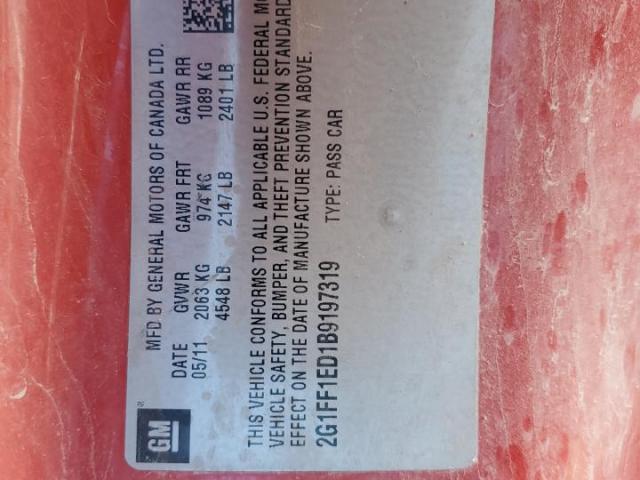 MFD BY GENERAL MOTORS OF CANADA LTD.
DATE GVWR GAWR FRT GAWR RR
05/11 2063 KG 974 KG 1089 KG
4548 LB 2147 LB 2401 LB
GM
THIS VEHICLE CONFORMS TO ALL APPLICABLE U.S. FEDERAL
VEHICLE SAFETY, BUMPER, AND THEFT PREVENTION STANDARD
EFFECT ON THE DATE OF MANUFACTURE SHOWN ABOVE.
2G1FF1ED1B9197319 TYPE: PASS CAR